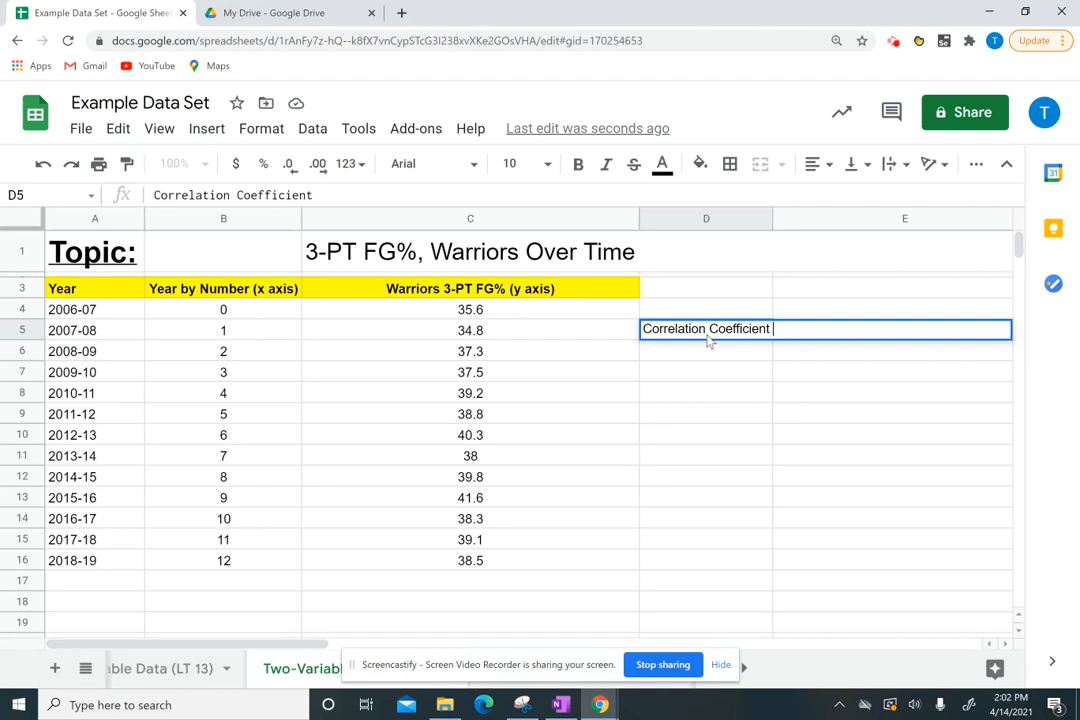 Example Data Set - Google Shee
My Drive - Google Drive
docs.google.com/spreadsheets/d/1rAnFy7z-hQ--k8fX7vnCypSTcG3I238xvXKe2GOsVHA/edit#gid=170254653
Update
Apps
Gmail
YouTube
Maps
Example Data Set
File Edit View Insert Format Data Tools Add-ons Help Last edit was seconds ago
Share
T
100% $ % .0 .00 123 Arial 10 B I S A
31
D5 fx Correlation Coefficient
A B C D E
1 Topic: 3-PT FG%, Warriors Over Time
3 Year Year by Number (x axis) Warriors 3-PT FG% (y axis)
4 2006-07 0 35.6
5 2007-08 1 34.8 Correlation Coefficient
6 2008-09 2 37.3
7 2009-10 3 37.5
8 2010-11 4 39.2
9 2011-12 5 38.8
10 2012-13 6 40.3
11 2013-14 7 38
12 2014-15 8 39.8
13 2015-16 9 41.6
14 2016-17 10 38.3
15 2017-18 11 39.1
16 2018-19 12 38.5
17
18
19
ble Data (LT 13)
Two-Variab
Screencastify - Screen Video Recorder is sharing your screen.
Stop sharing
Hide
Type here to search
2:02 PM
4/14/2021
3